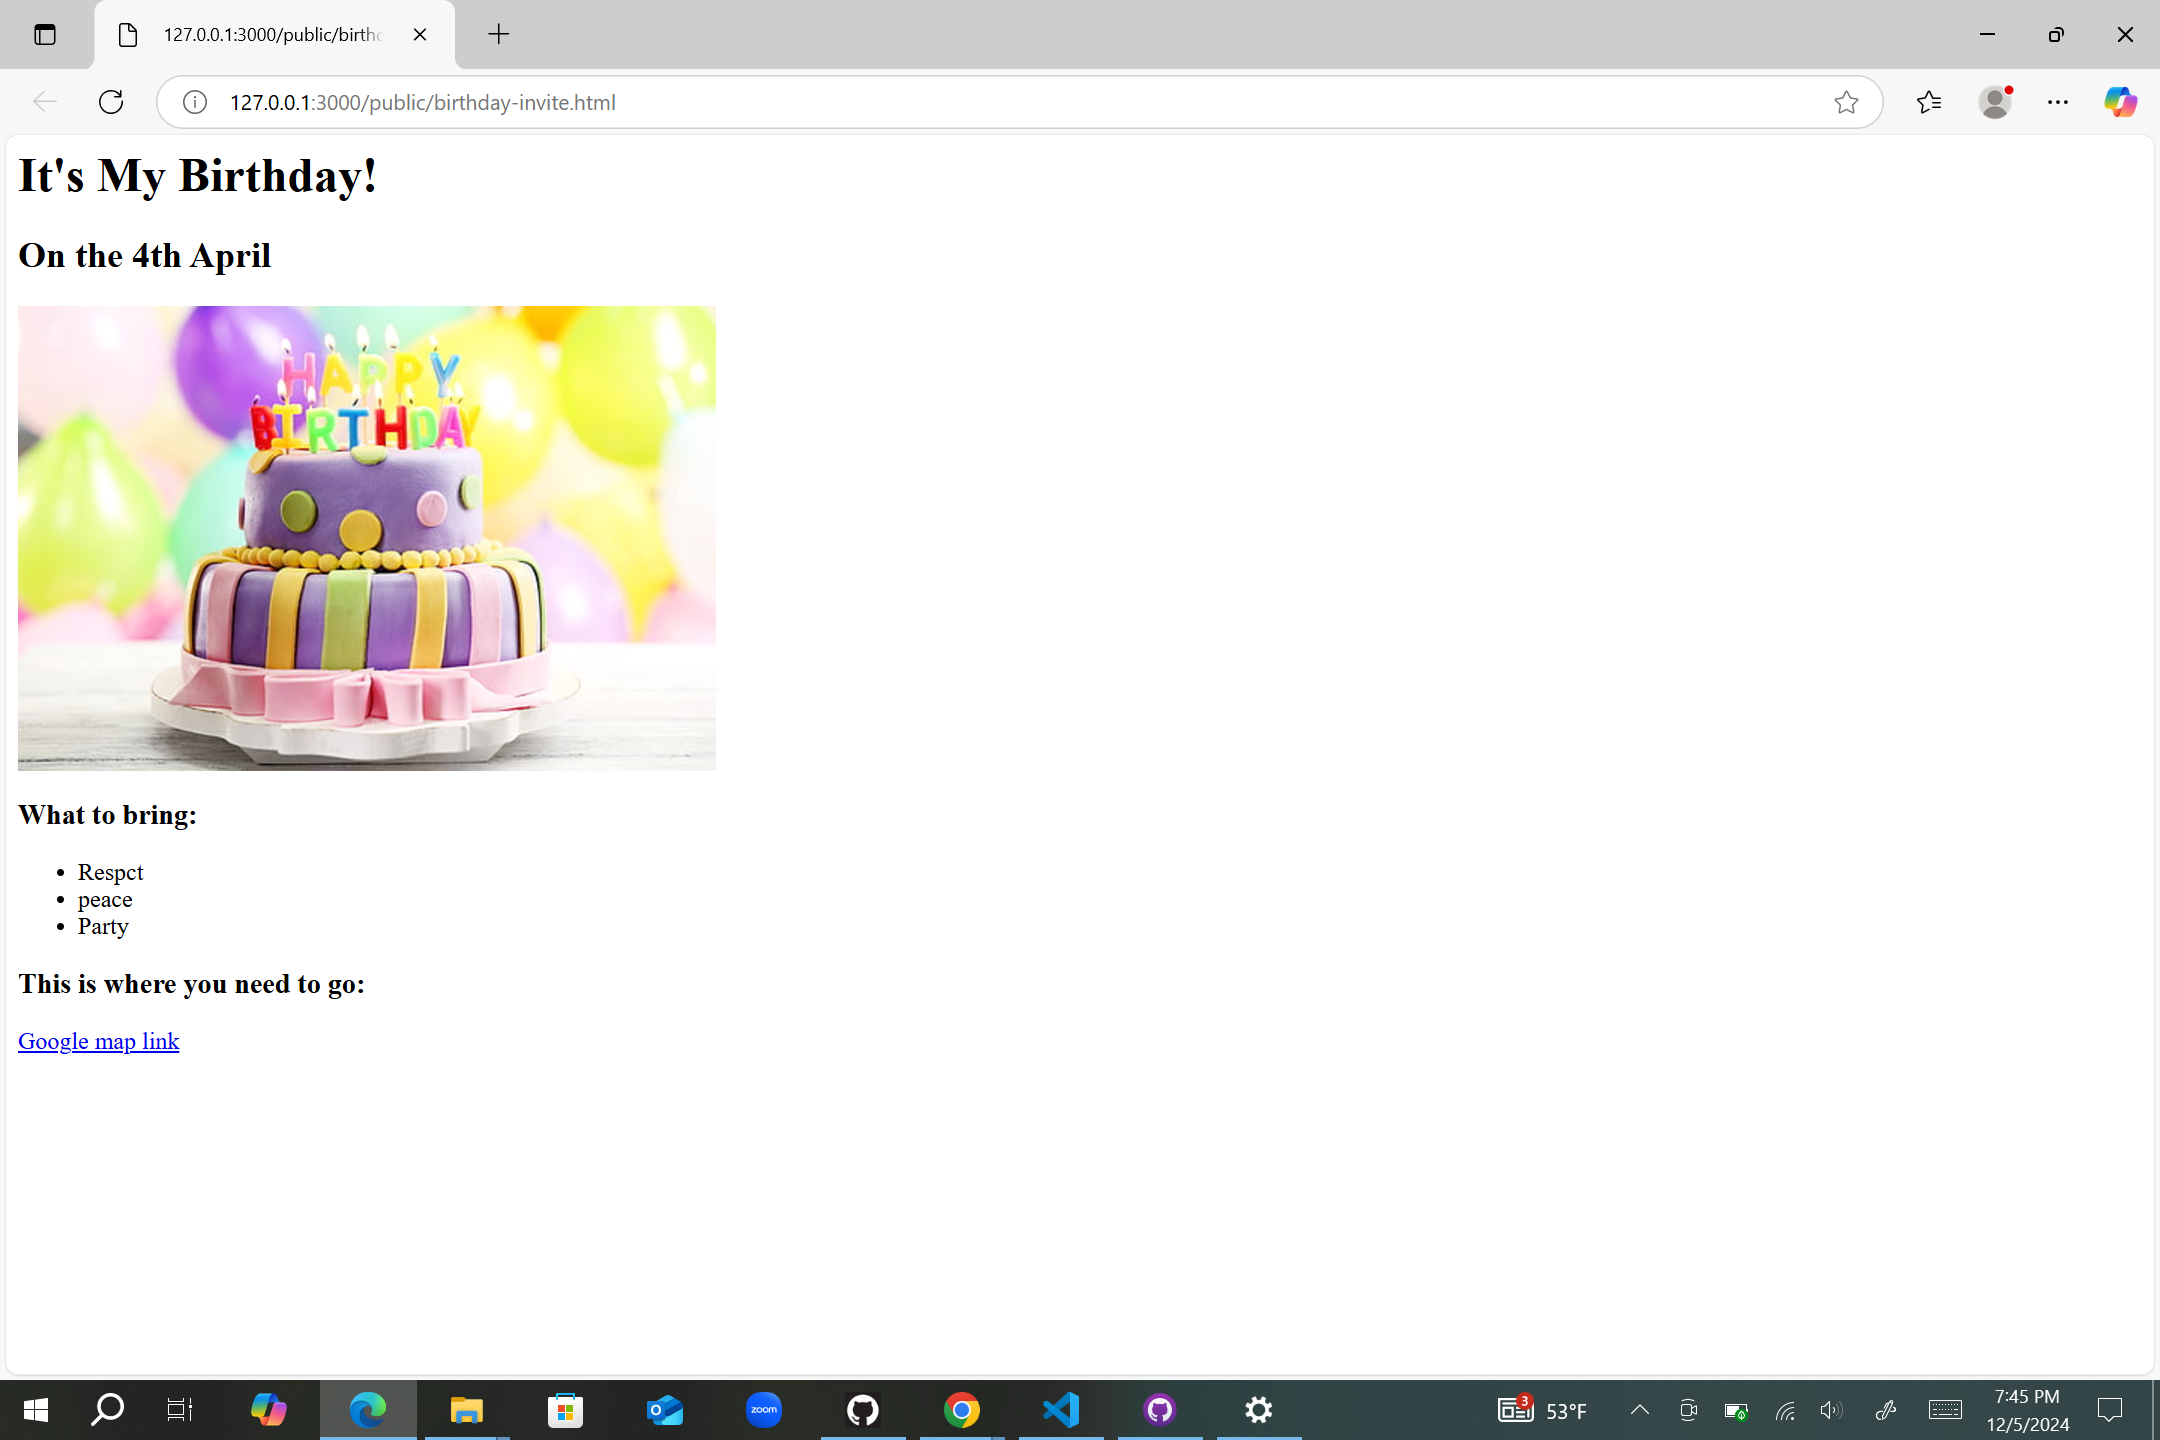 127.0.0.1:3000/public/birthd
127.0.0.1:3000/public/birthday-invite.html
It's My Birthday!
On the 4th April
HAPPY
BIRTHDAY
What to bring:
• Respct
• peace
• Party
This is where you need to go:
Google map link
zoom
3
53°F
7:45 PM
12/5/2024